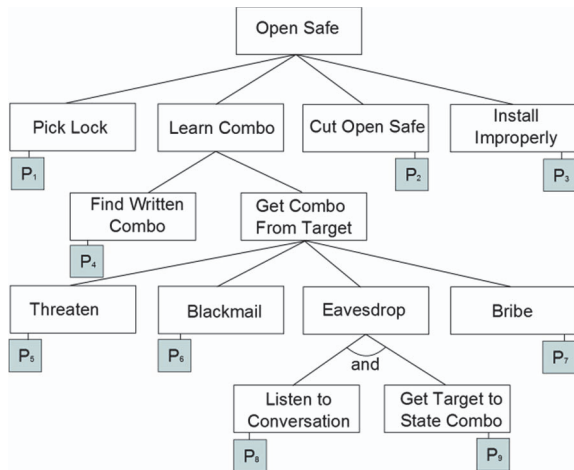 Open Safe
Pick Lock
Learn Combo
Cut Open Safe
Install
Improperly
P₁
P₂
P₃
Find Written
Combo
Get Combo
From Target
P₄
Threaten
Blackmail
Eavesdrop
Bribe
P₅
P₆
P₇
and
Listen to
Conversation
Get Target to
State Combo
P₈
P₉